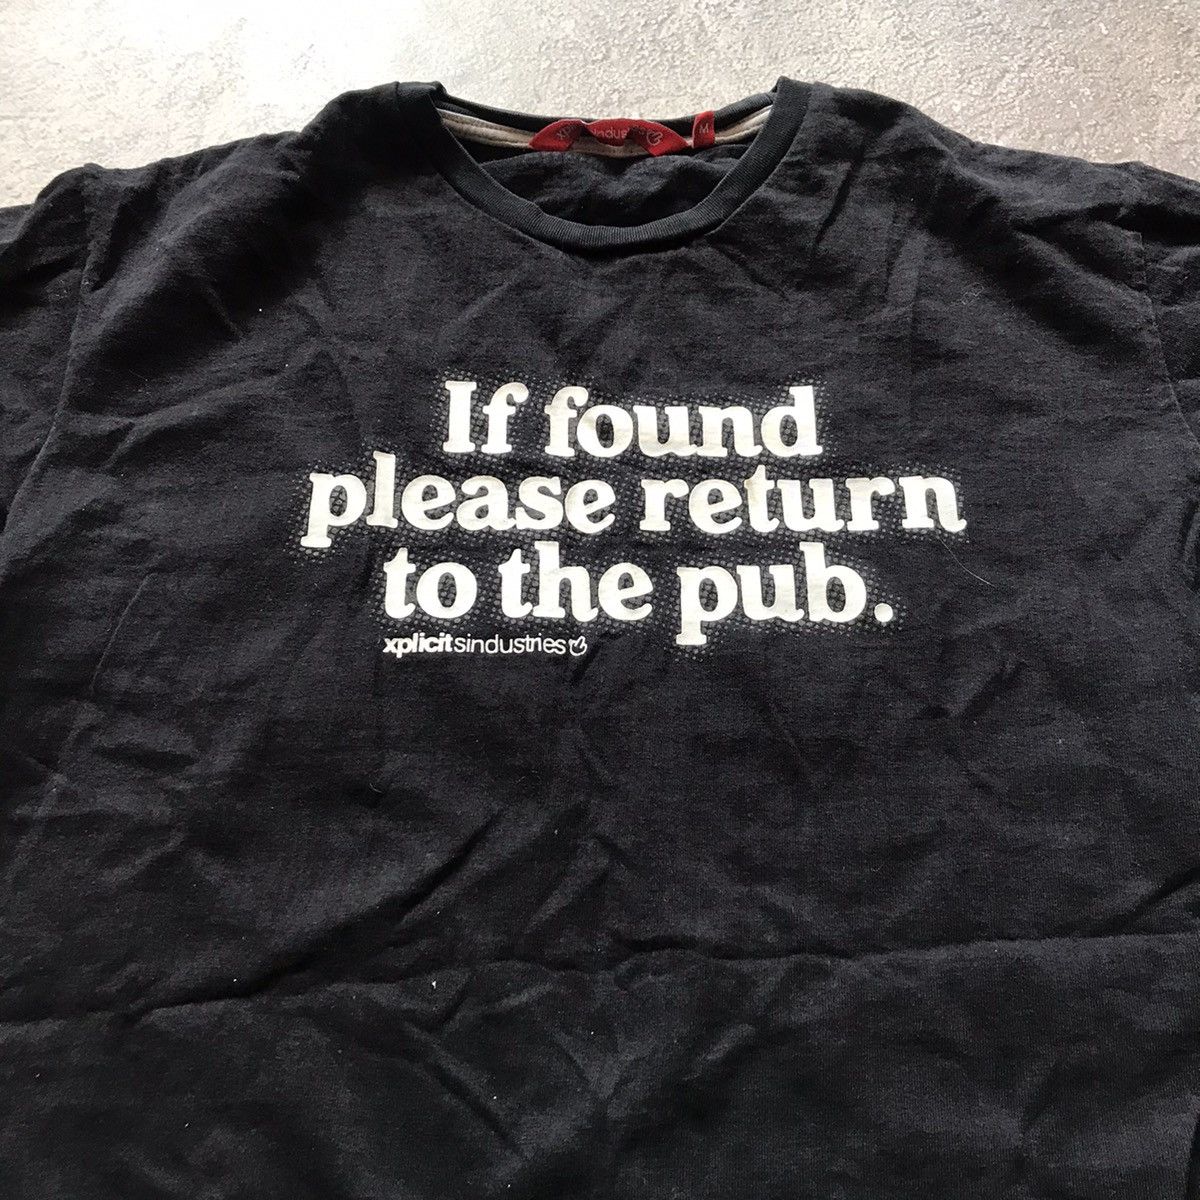 M
If found
please return
to the pub.
xplicitsindustries